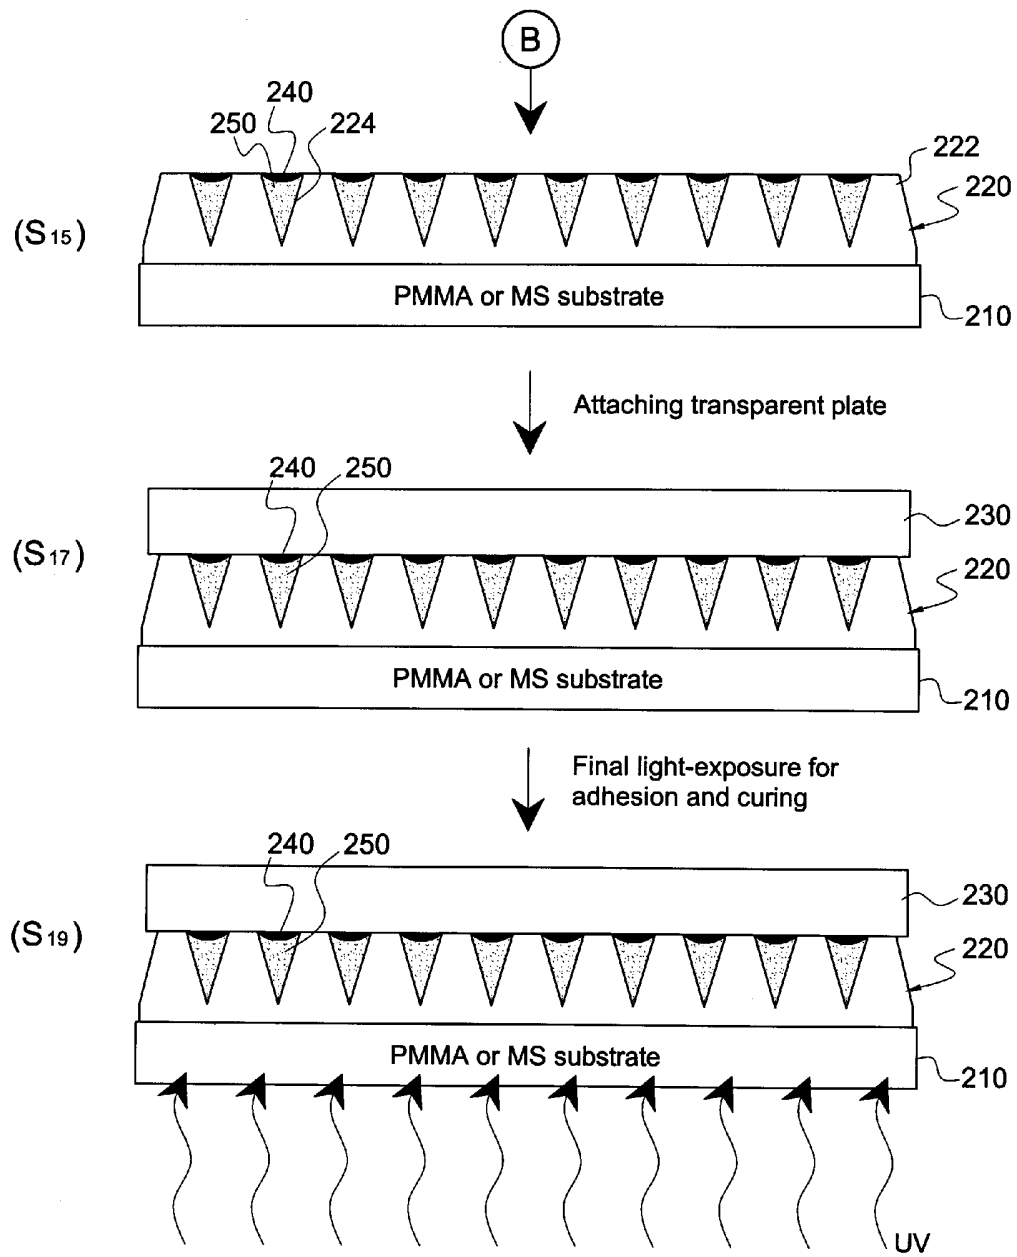 B
240
250
224
222
220
(S15)
PMMA or MS substrate
210
Attaching transparent plate
240
250
230
(S17)
220
PMMA or MS substrate
210
Final light-exposure for
adhesion and curing
240
250
230
(S19)
220
PMMA or MS substrate
210
UV